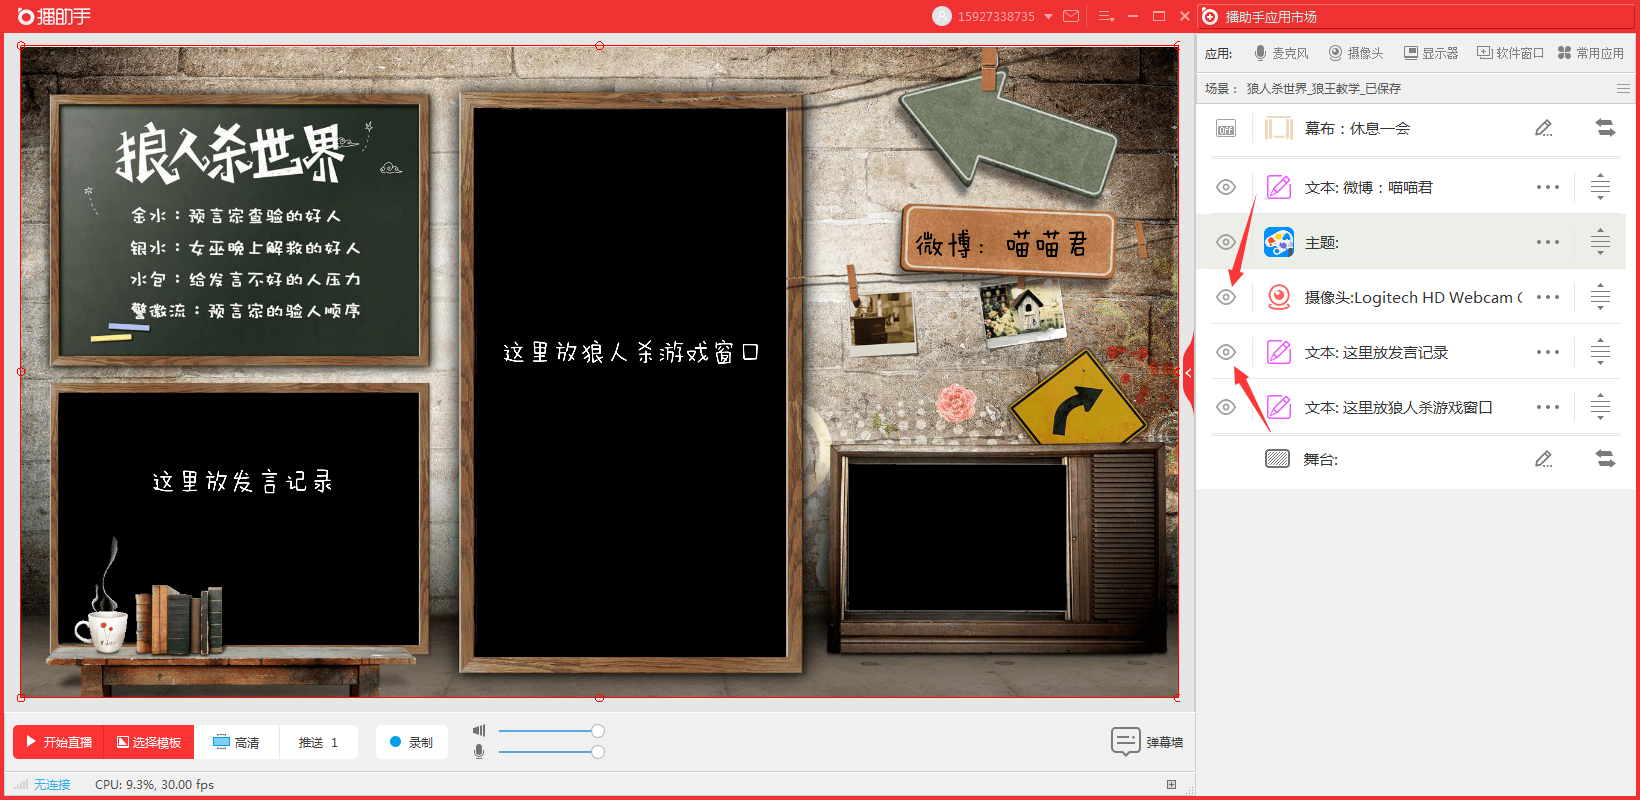 播助手
15927338735
播助手应用市场
应用:
麦克风
摄像头
显示器
软件窗口
常用应用
场景： 狼人杀世界_狼王教学_已保存
OFF
幕布：休息一会
文本: 微博：喵喵君
主题:
摄像头:Logitech HD Webcam C
文本: 这里放发言记录
文本: 这里放狼人杀游戏窗口
舞台:
狼人杀世界
金水：预言家查验的好人
银水：女巫晚上解救的好人
水包：给发言不好的人压力
警徽流：预言家的验人顺序
这里放狼人杀游戏窗口
微博：喵喵君
这里放发言记录
开始直播
选择模板
高清
推送 1
录制
弹幕墙
无连接
CPU: 9.3%, 30.00 fps